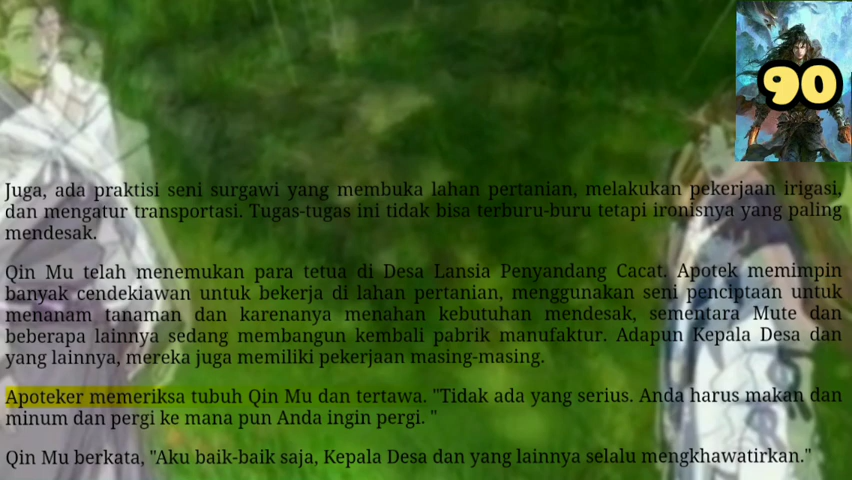 90
Juga, ada praktisi seni surgawi yang membuka lahan pertanian, melakukan pekerjaan irigasi,
dan mengatur transportasi. Tugas-tugas ini tidak bisa terburu-buru tetapi ironisnya yang paling
mendesak.
Qin Mu telah menemukan para tetua di Desa Lansia Penyandang Cacat. Apotek memimpin
banyak cendekiawan untuk bekerja di lahan pertanian, menggunakan seni penciptaan untuk
menanam tanaman dan karenanya menahan kebutuhan mendesak, sementara Mute dan
beberapa lainnya sedang membangun kembali pabrik manufaktur. Adapun Kepala Desa dan
yang lainnya, mereka juga memiliki pekerjaan masing-masing.
Apoteker memeriksa tubuh Qin Mu dan tertawa. "Tidak ada yang serius. Anda harus makan dan
minum dan pergi ke mana pun Anda ingin pergi. "
Qin Mu berkata, "Aku baik-baik saja, Kepala Desa dan yang lainnya selalu mengkhawatirkan."